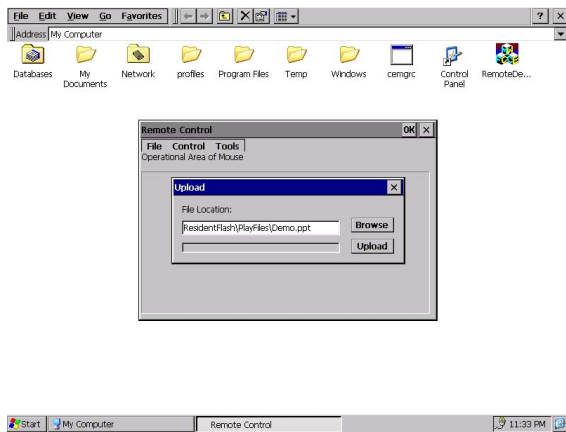 File Edit View Go Favorites ?
Address My Computer
Databases My Documents Network profiles Program Files Temp Windows cemgrc Control Panel RemoteDe...
Remote Control OK
File Control Tools
Operational Area of Mouse
Upload
File Location:
ResidentFlash\PlayFiles\Demo.ppt Browse
Upload
Start My Computer Remote Control 11:33 PM